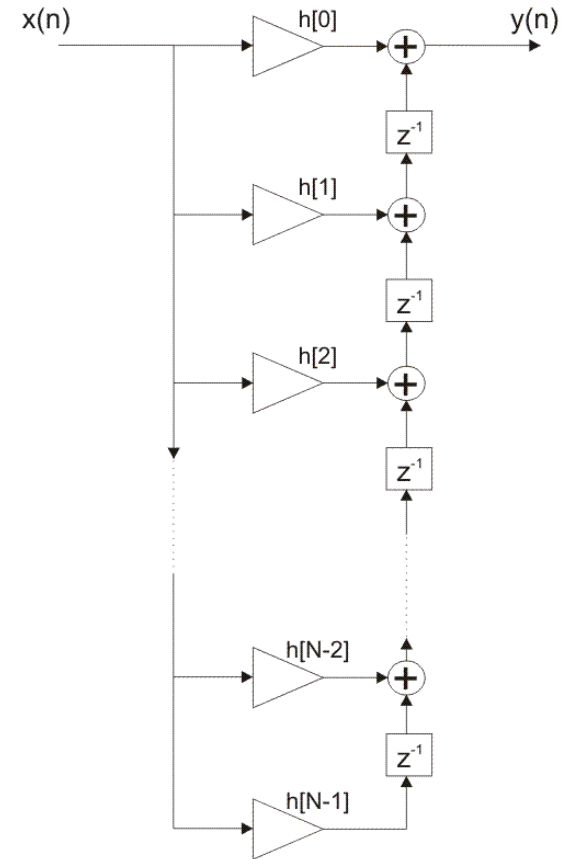 x(n)
h[0]
+
y(n)
z⁻¹
h[1]
+
z⁻¹
h[2]
+
z⁻¹
h[N-2]
+
z⁻¹
h[N-1]